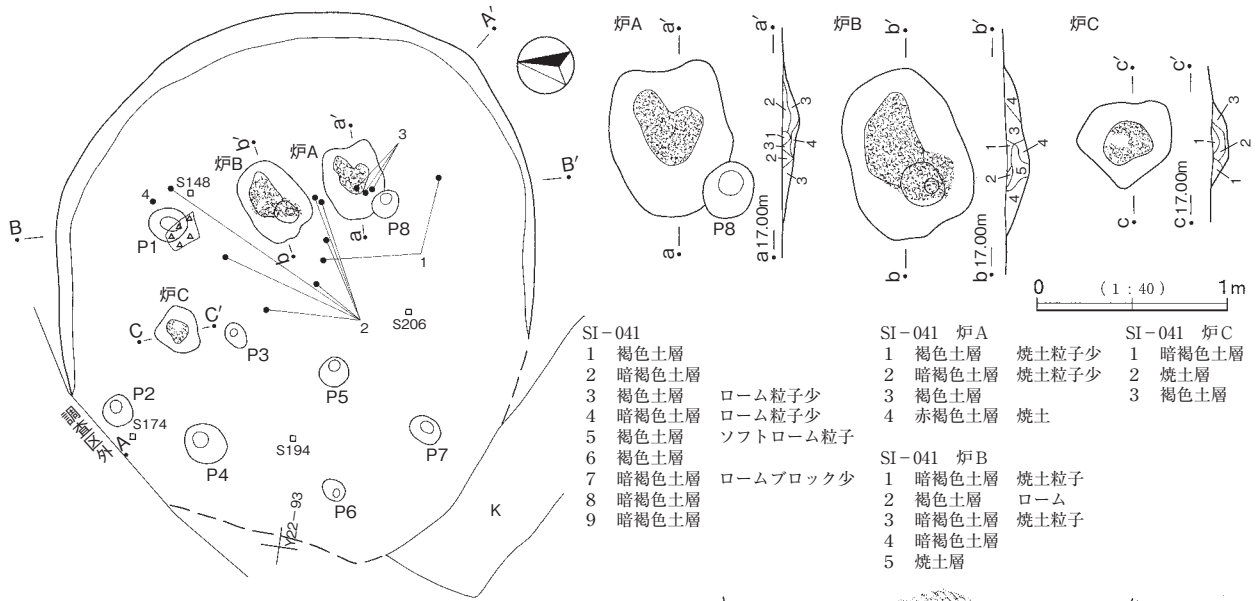 A'
炉A
炉B
炉C
a'
a'
b'
b'
c'
c'
a'
3
b'
炉A
炉B
B'
S148
4
P8
B
P1
a
b
1
炉C
C'
C
2
S206
P3
P5
P2
S174
A
調査区外
P4
S194
P7
P6
K
Y22-93
2
3
1
3
2
4
3
P8
a
a 17.00m
4
3
1
4
2
5
4
b
b 17.00m
3
1
2
1
c
c 17.00m
0
(1:40)
1m
SI-041
1 褐色土層
2 暗褐色土層
3 褐色土層 ローム粒子少
4 暗褐色土層 ローム粒子少
5 褐色土層 ソフトローム粒子
6 褐色土層
7 暗褐色土層 ロームブロック少
8 暗褐色土層
9 暗褐色土層
SI-041 炉A
1 褐色土層 焼土粒子少
2 暗褐色土層 焼土粒子少
3 褐色土層
4 赤褐色土層 焼土
SI-041 炉B
1 暗褐色土層 焼土粒子
2 褐色土層 ローム
3 暗褐色土層 焼土粒子
4 暗褐色土層
5 焼土層
SI-041 炉C
1 暗褐色土層
2 焼土層
3 褐色土層